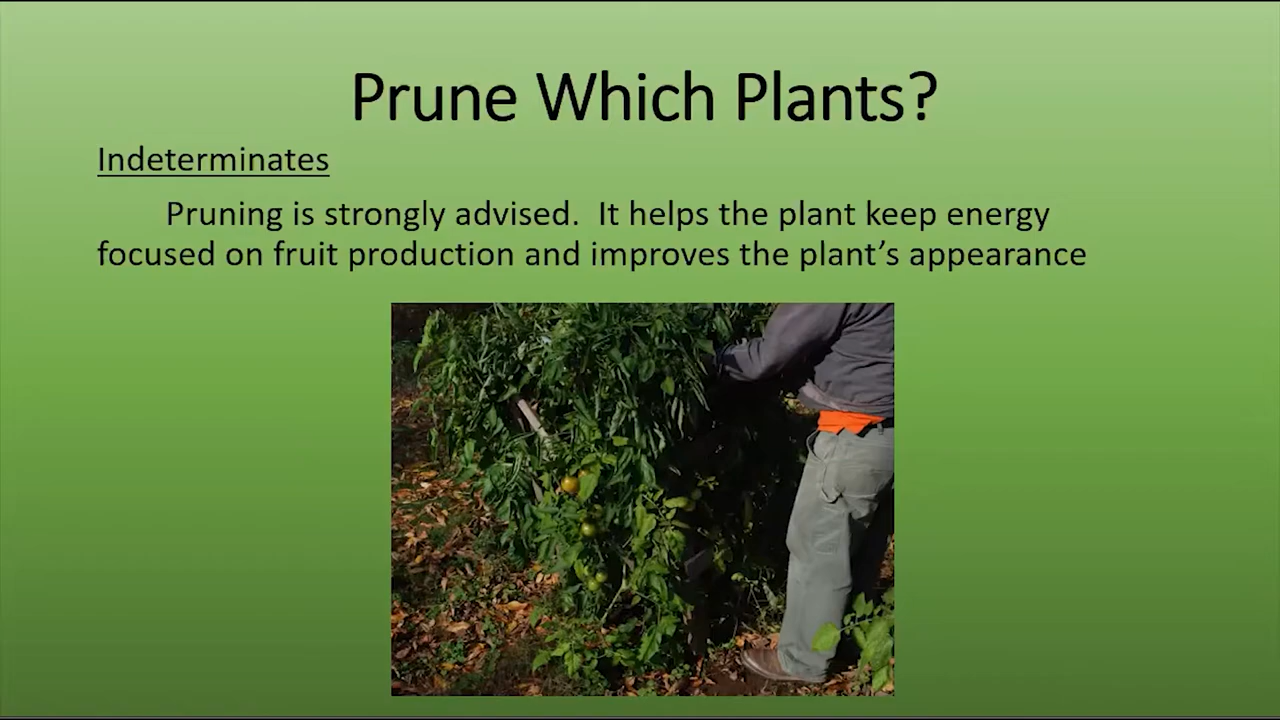 Prune Which Plants?
Indeterminates
Pruning is strongly advised.  It helps the plant keep energy
focused on fruit production and improves the plant’s appearance